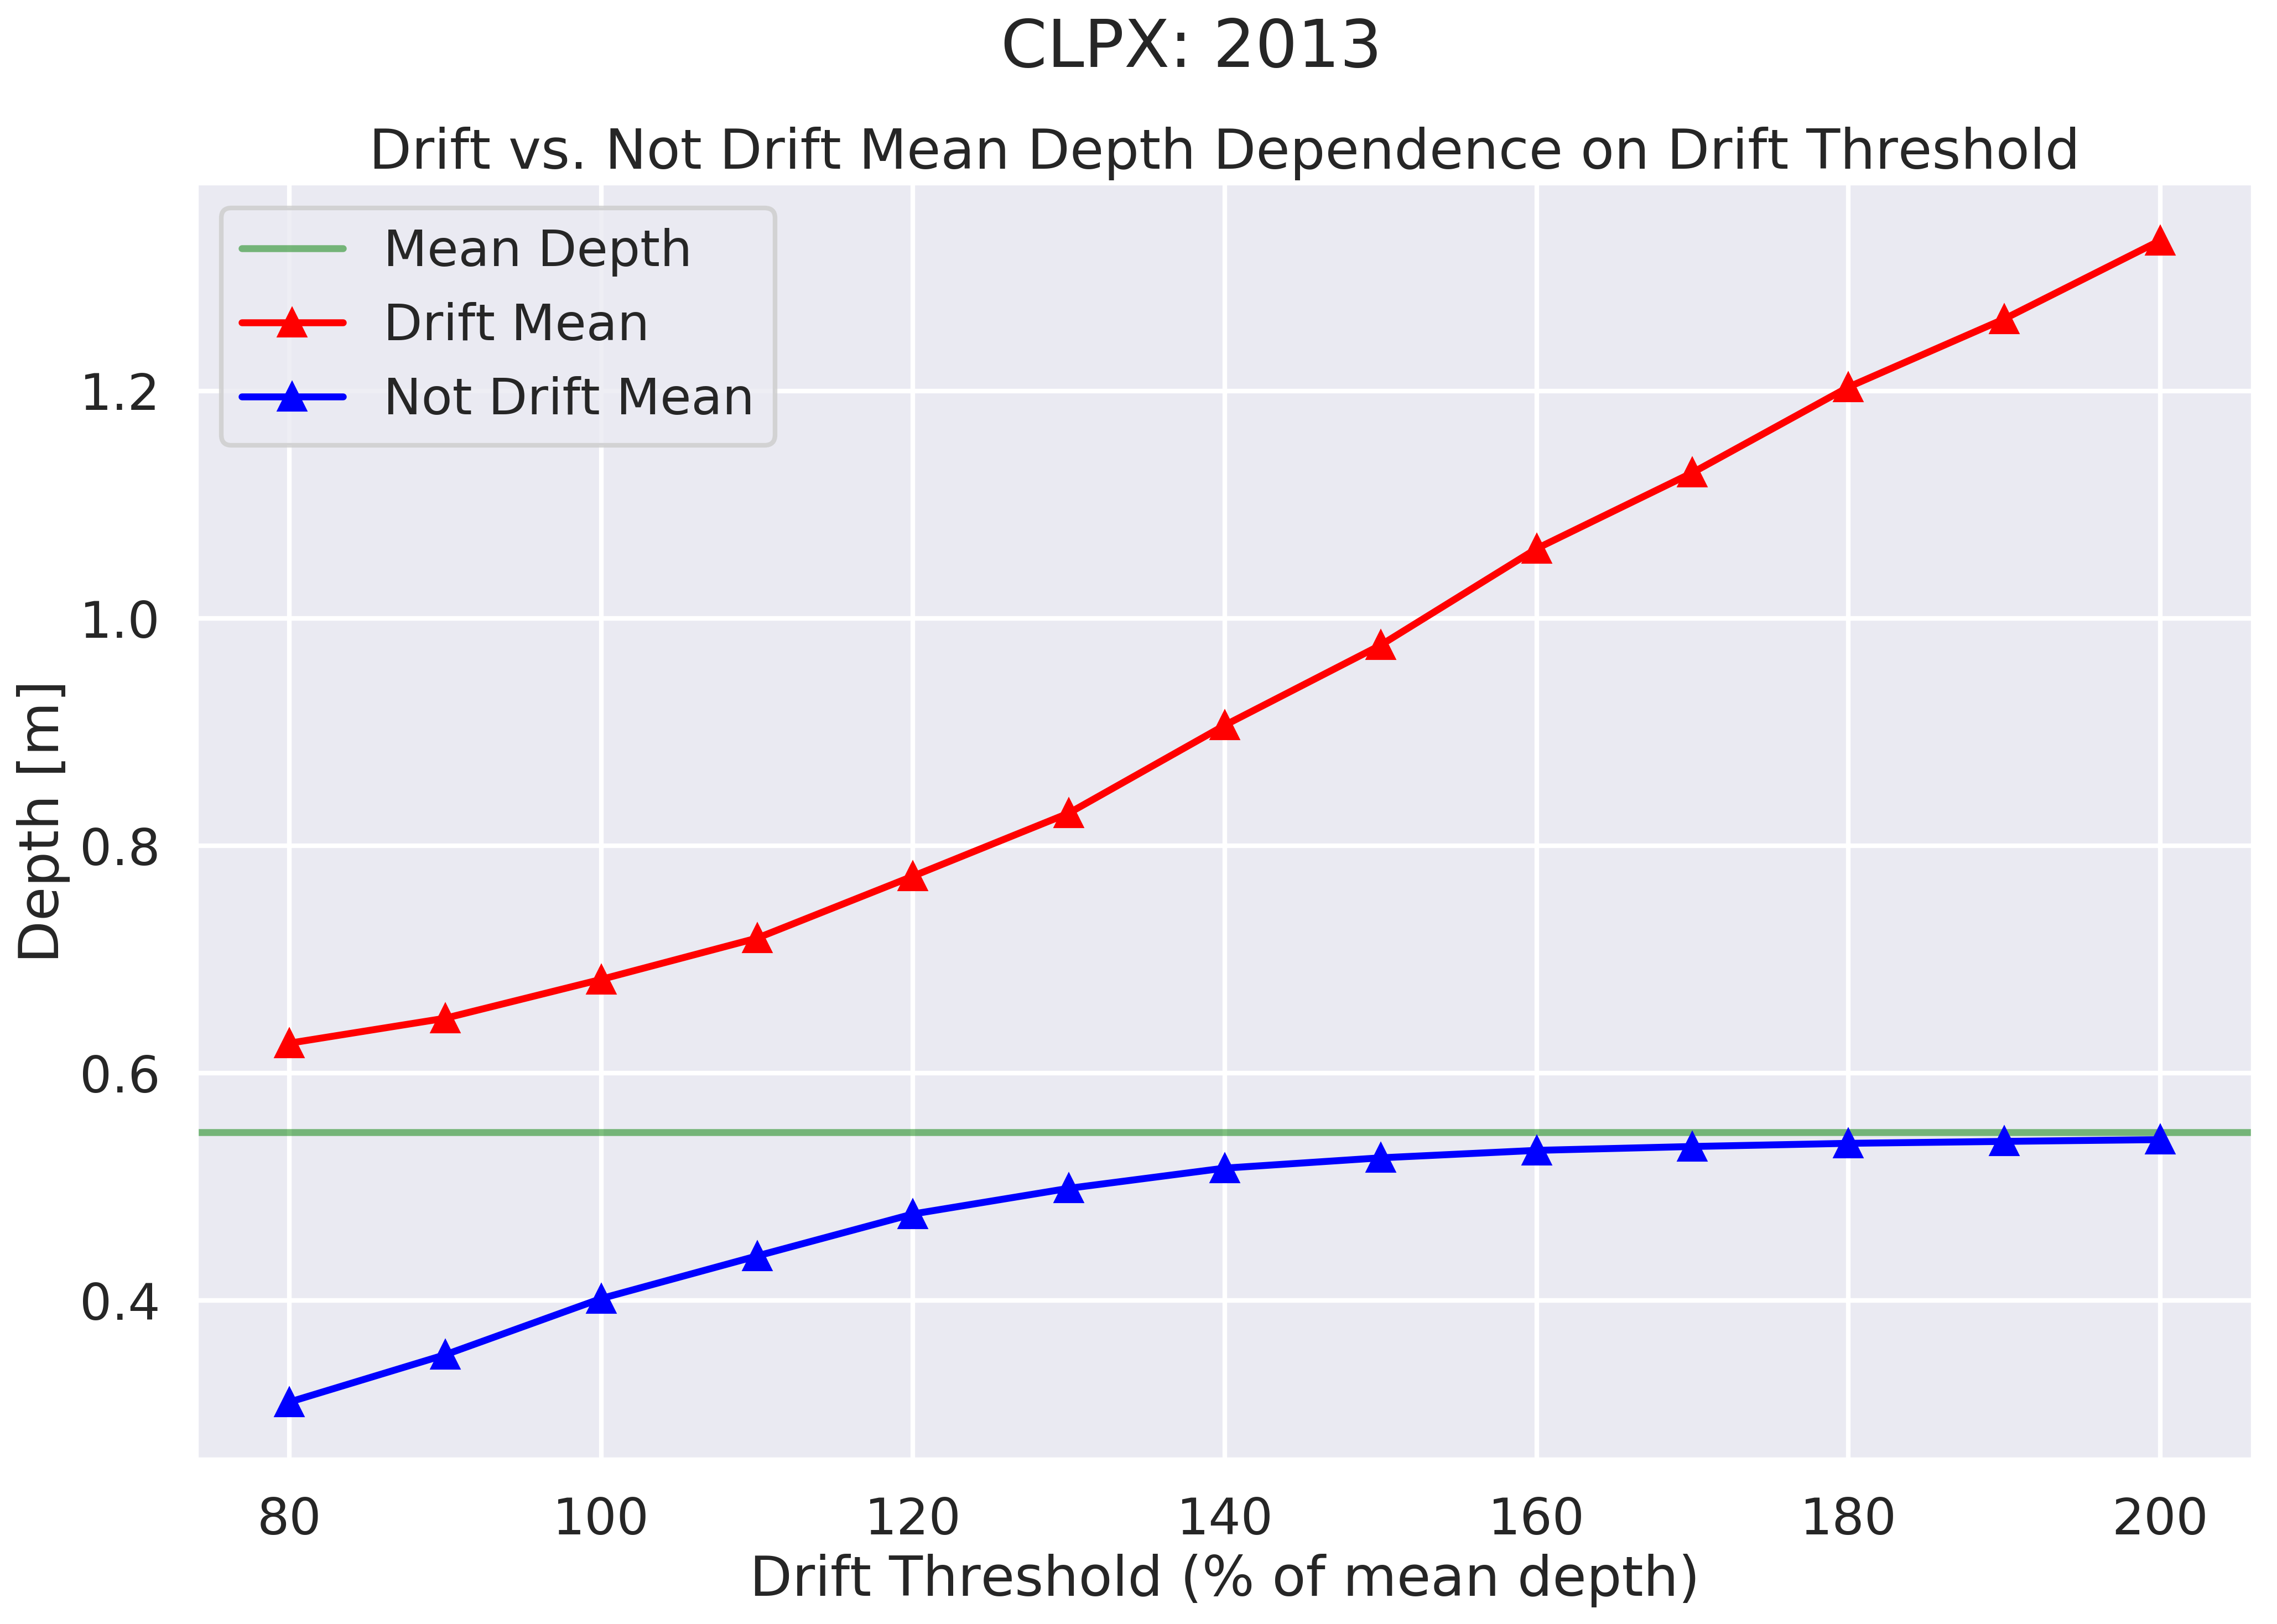 CLPX: 2013
Drift vs. Not Drift Mean Depth Dependence on Drift Threshold
Mean Depth
Drift Mean
Not Drift Mean
1.2
1.0
0.8
0.6
0.4
Depth [m]
80 100 120 140 160 180 200
Drift Threshold (% of mean depth)